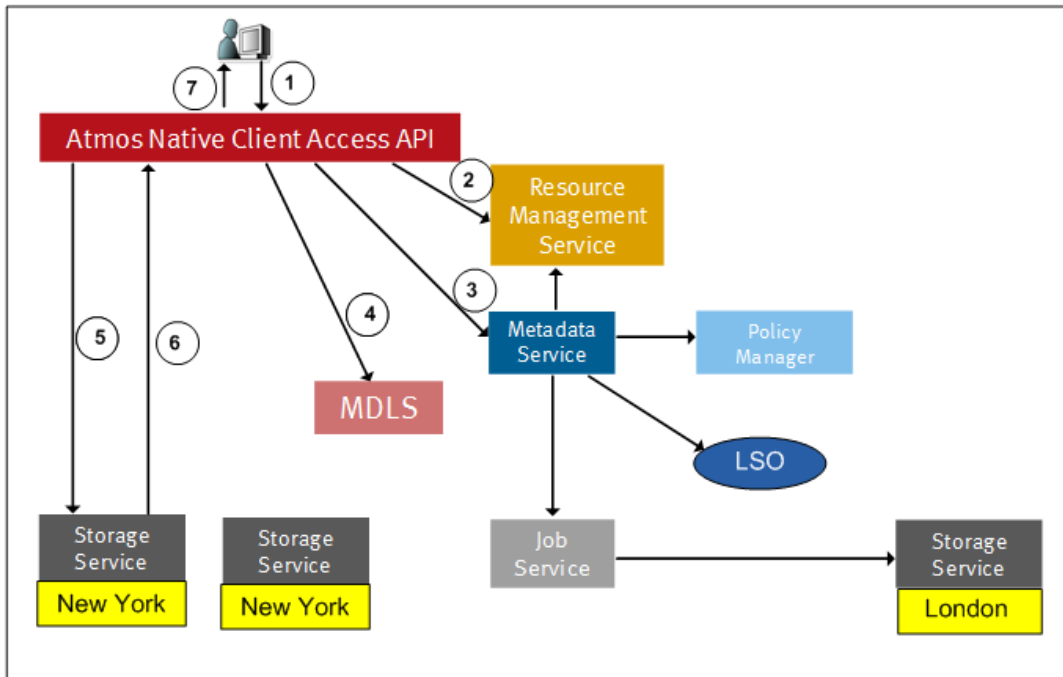 7
1
Atmos Native Client Access API
2
Resource
Management
Service
3
4
5
6
Metadata
Service
Policy
Manager
MDLS
LSO
Storage
Service
New York
Storage
Service
New York
Job
Service
Storage
Service
London